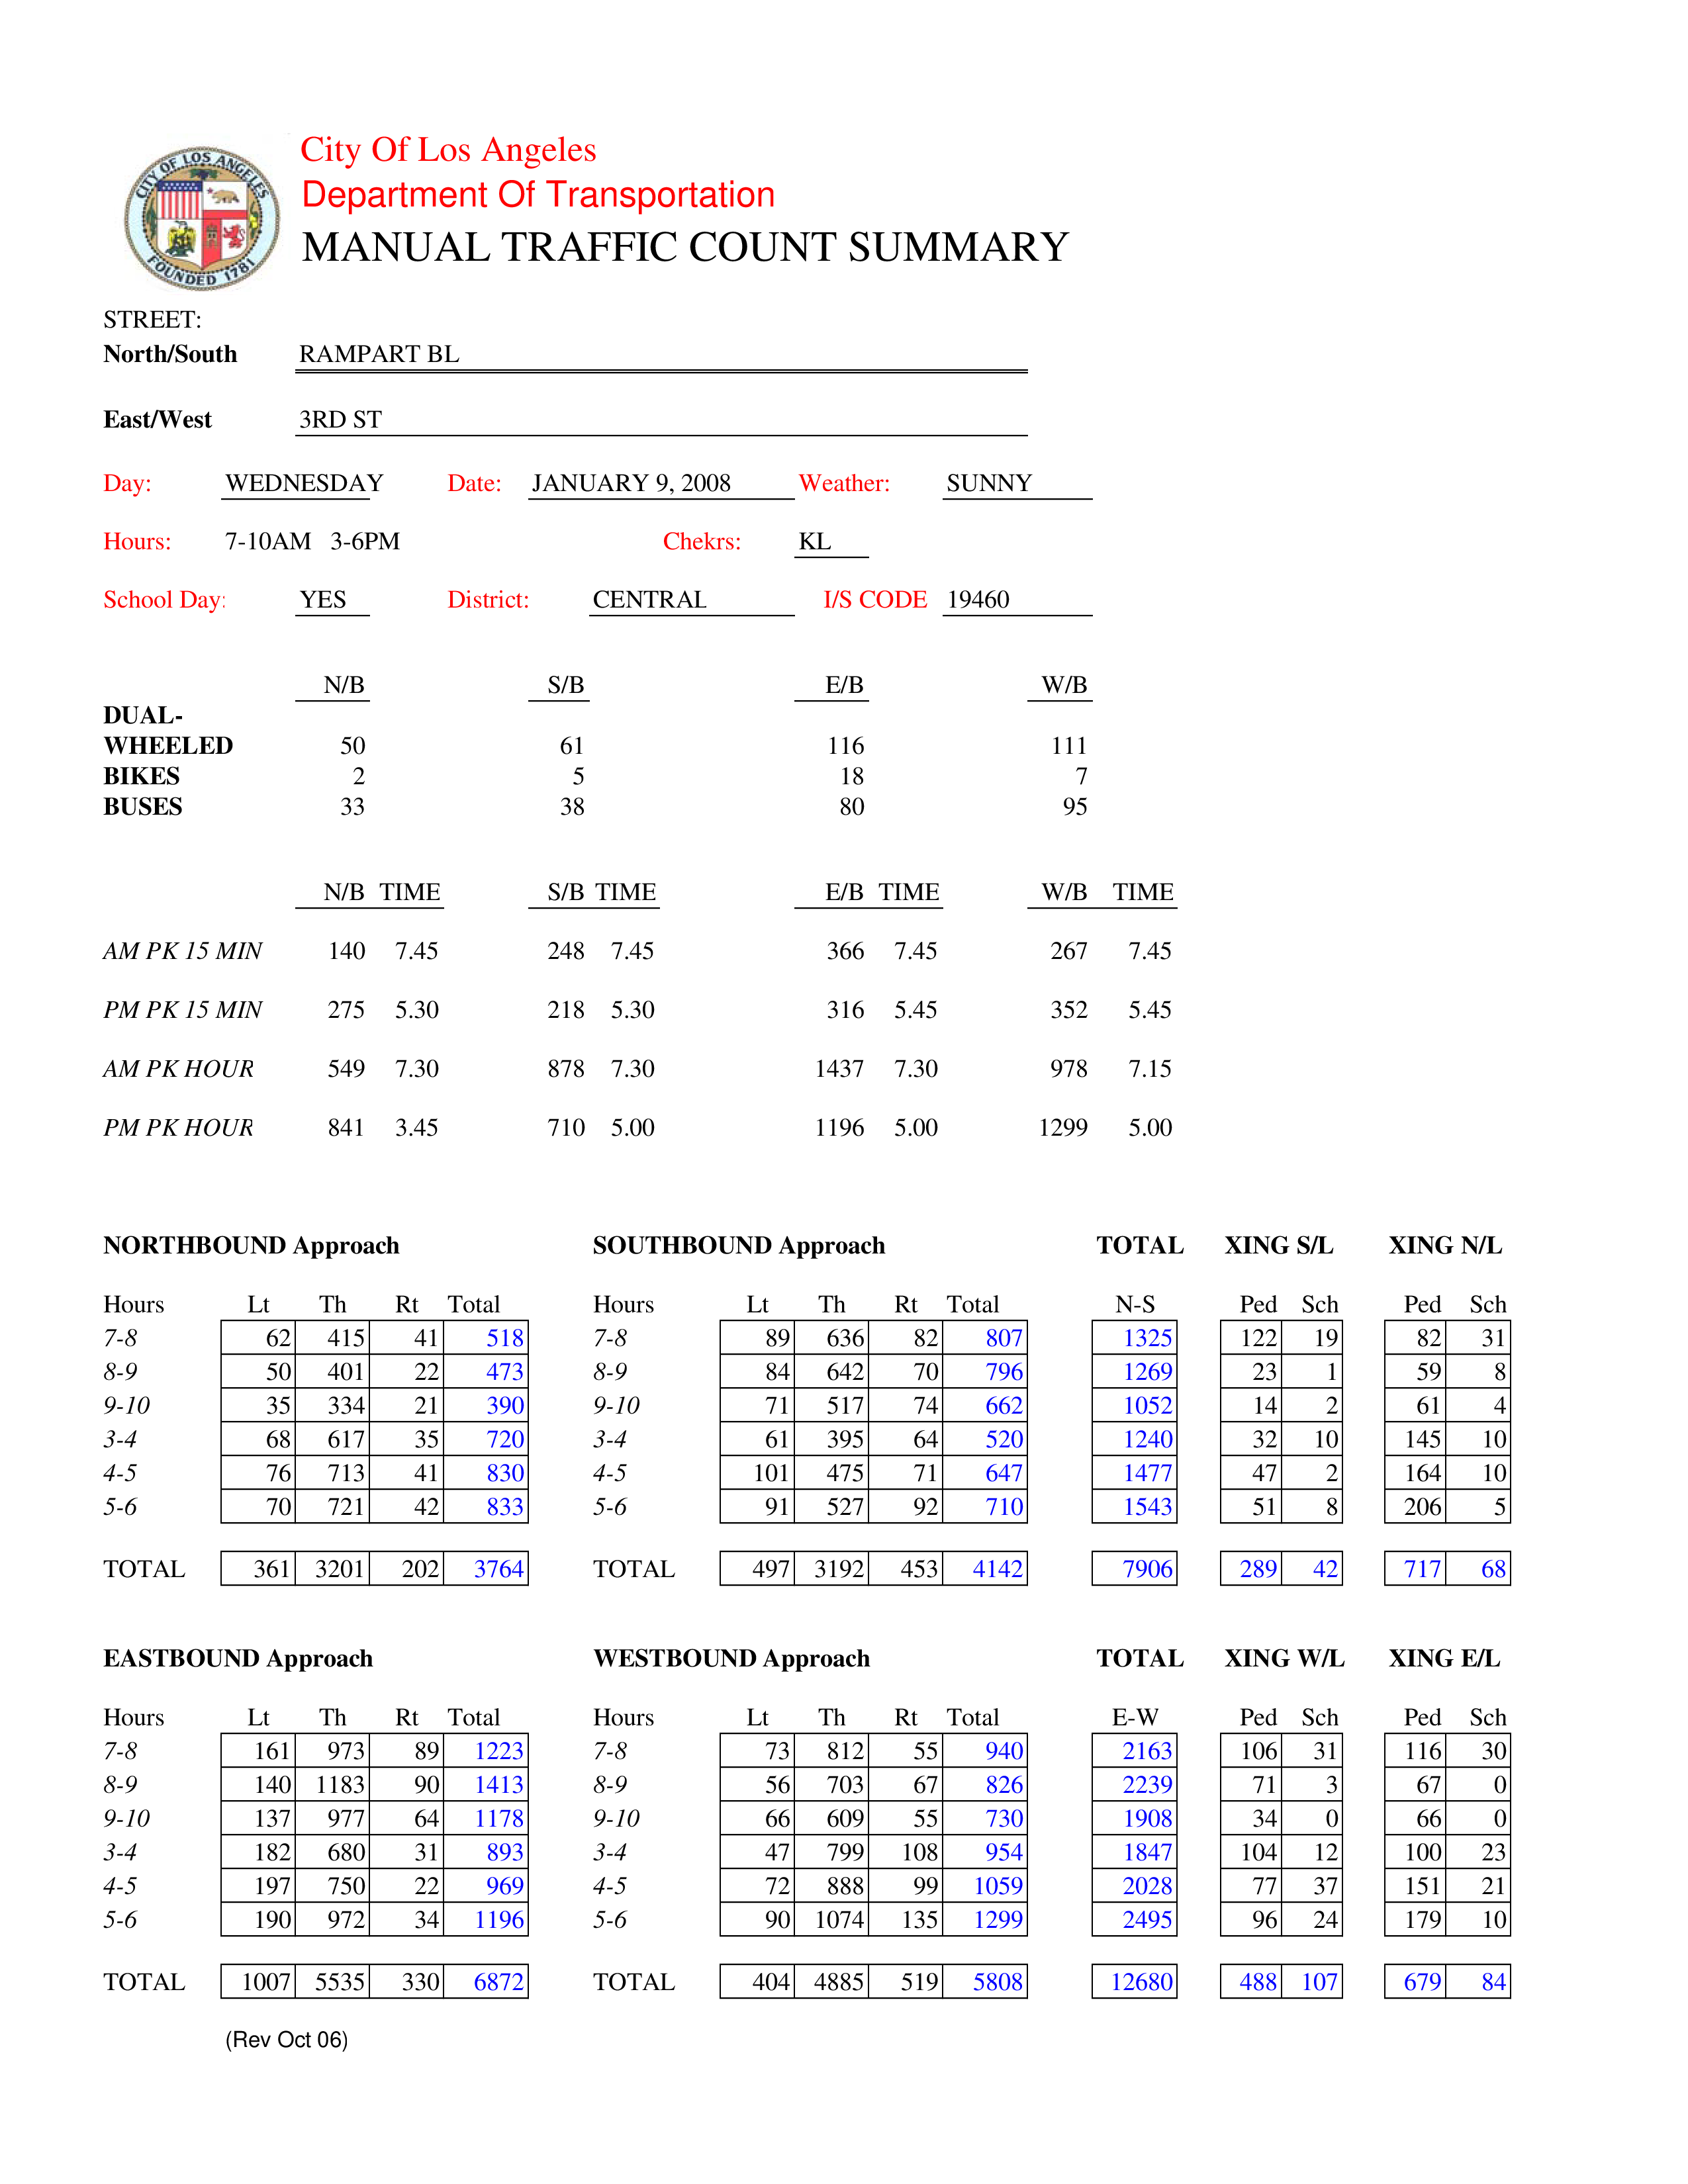 CITY OF LOS ANGELES
FOUNDED 1781
City Of Los Angeles
Department Of Transportation
MANUAL TRAFFIC COUNT SUMMARY
STREET:
North/South RAMPART BL
East/West 3RD ST
Day: WEDNESDAY Date: JANUARY 9, 2008 Weather: SUNNY
Hours: 7-10AM 3-6PM Chekrs: KL
School Day: YES District: CENTRAL I/S CODE 19460
N/B S/B E/B W/B
DUAL-
WHEELED 50 61 116 111
BIKES 2 5 18 7
BUSES 33 38 80 95
N/B TIME S/B TIME E/B TIME W/B TIME
AM PK 15 MIN 140 7.45 248 7.45 366 7.45 267 7.45
PM PK 15 MIN 275 5.30 218 5.30 316 5.45 352 5.45
AM PK HOUR 549 7.30 878 7.30 1437 7.30 978 7.15
PM PK HOUR 841 3.45 710 5.00 1196 5.00 1299 5.00
NORTHBOUND Approach SOUTHBOUND Approach TOTAL XING S/L XING N/L
Hours Lt Th Rt Total Hours Lt Th Rt Total N-S Ped Sch Ped Sch
7-8 62 415 41 518 7-8 89 636 82 807 1325 122 19 82 31
8-9 50 401 22 473 8-9 84 642 70 796 1269 23 1 59 8
9-10 35 334 21 390 9-10 71 517 74 662 1052 14 2 61 4
3-4 68 617 35 720 3-4 61 395 64 520 1240 32 10 145 10
4-5 76 713 41 830 4-5 101 475 71 647 1477 47 2 164 10
5-6 70 721 42 833 5-6 91 527 92 710 1543 51 8 206 5
TOTAL 361 3201 202 3764 TOTAL 497 3192 453 4142 7906 289 42 717 68
EASTBOUND Approach WESTBOUND Approach TOTAL XING W/L XING E/L
Hours Lt Th Rt Total Hours Lt Th Rt Total E-W Ped Sch Ped Sch
7-8 161 973 89 1223 7-8 73 812 55 940 2163 106 31 116 30
8-9 140 1183 90 1413 8-9 56 703 67 826 2239 71 3 67 0
9-10 137 977 64 1178 9-10 66 609 55 730 1908 34 0 66 0
3-4 182 680 31 893 3-4 47 799 108 954 1847 104 12 100 23
4-5 197 750 22 969 4-5 72 888 99 1059 2028 77 37 151 21
5-6 190 972 34 1196 5-6 90 1074 135 1299 2495 96 24 179 10
TOTAL 1007 5535 330 6872 TOTAL 404 4885 519 5808 12680 488 107 679 84
(Rev Oct 06)